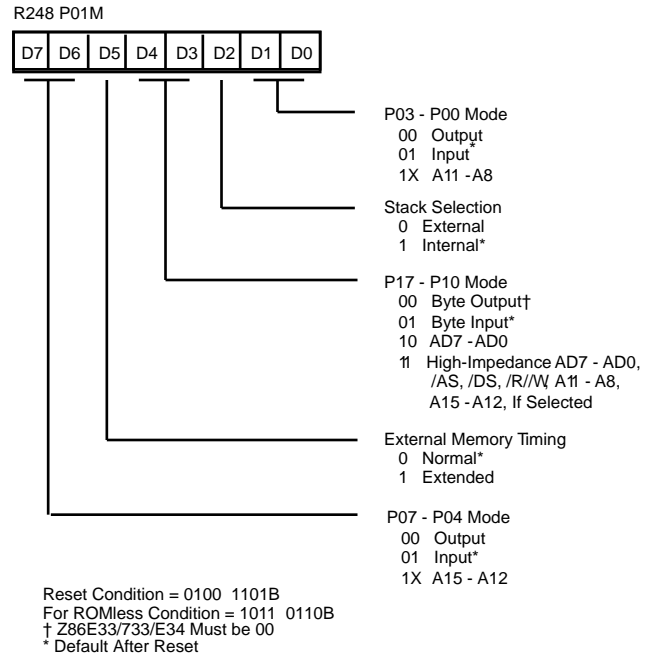 R248 P01M
D7 D6 D5 D4 D3 D2 D1 D0
P03 - P00 Mode
00 Output
01 Input*
1X A11 - A8
Stack Selection
0 External
1 Internal*
P17 - P10 Mode
00 Byte Output†
01 Byte Input*
10 AD7 - AD0
11 High-Impedance AD7 - AD0,
/AS, /DS, /R//W, A11 - A8,
A15 - A12, If Selected
External Memory Timing
0 Normal*
1 Extended
P07 - P04 Mode
00 Output
01 Input*
1X A15 - A12
Reset Condition = 0100 1101B
For ROMless Condition = 1011 0110B
† Z86E33/733/E34 Must be 00
* Default After Reset